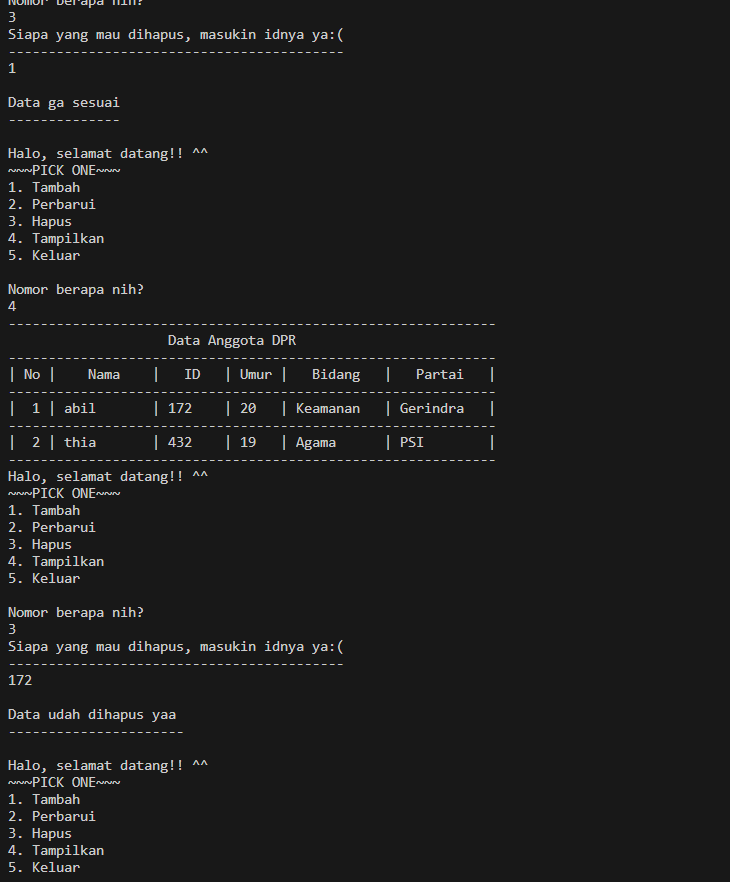 Nomor berapa nih?
3
Siapa yang mau dihapus, masukin idnya ya:(
------------------------------------------
1
Data ga sesuai
--------------
Halo, selamat datang!! ^^
~~~PICK ONE~~~
1. Tambah
2. Perbarui
3. Hapus
4. Tampilkan
5. Keluar
Nomor berapa nih?
4
-------------------------------------------------------------
                    Data Anggota DPR
-------------------------------------------------------------
| No |    Nama    |   ID   | Umur |   Bidang   |   Partai   |
-------------------------------------------------------------
|  1 | abil       | 172    | 20   | Keamanan   | Gerindra   |
-------------------------------------------------------------
|  2 | thia       | 432    | 19   | Agama      | PSI        |
-------------------------------------------------------------
Halo, selamat datang!! ^^
~~~PICK ONE~~~
1. Tambah
2. Perbarui
3. Hapus
4. Tampilkan
5. Keluar
Nomor berapa nih?
3
Siapa yang mau dihapus, masukin idnya ya:(
------------------------------------------
172
Data udah dihapus yaa
----------------------
Halo, selamat datang!! ^^
~~~PICK ONE~~~
1. Tambah
2. Perbarui
3. Hapus
4. Tampilkan
5. Keluar